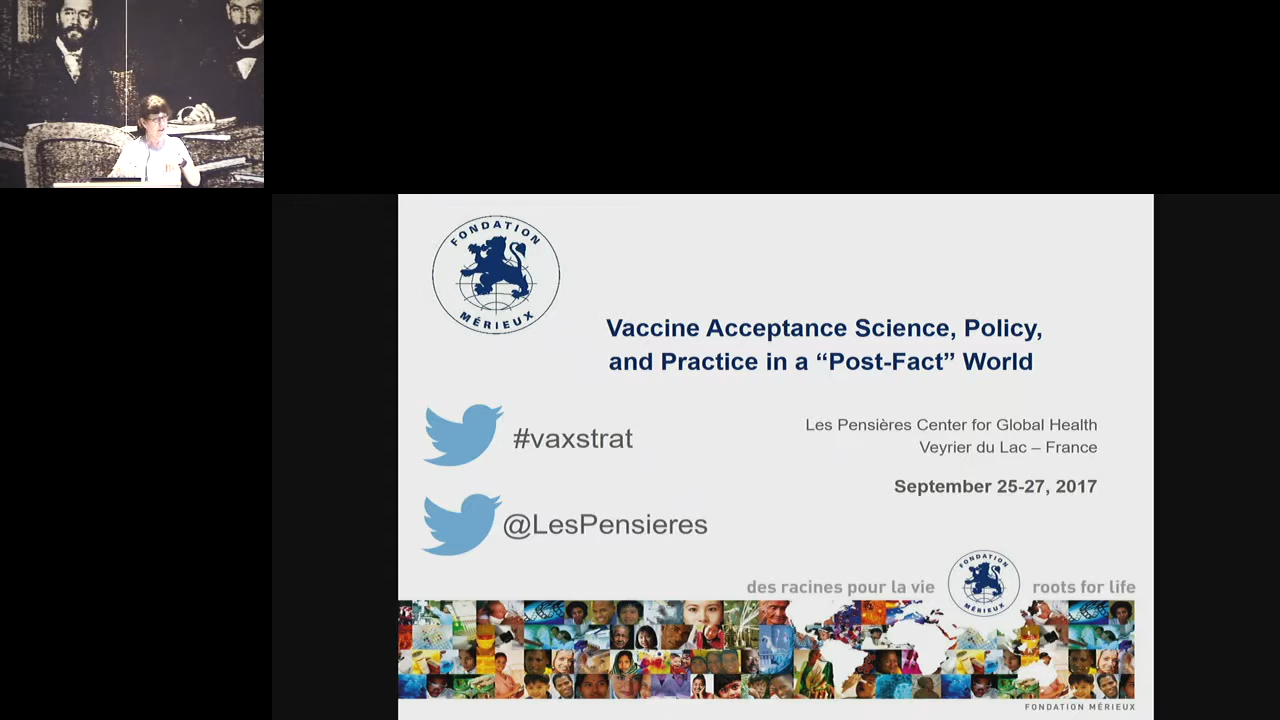 FONDATION
MÉRIEUX
Vaccine Acceptance Science, Policy,
and Practice in a “Post-Fact” World
#vaxstrat
Les Pensières Center for Global Health
Veyrier du Lac – France
September 25-27, 2017
@LesPensieres
des racines pour la vie
FONDATION
MÉRIEUX
roots for life
FONDATION MÉRIEUX